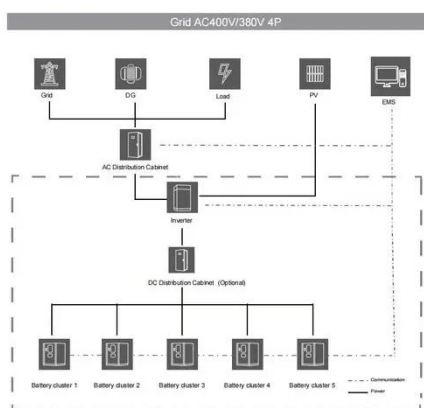 Grid AC400V/380V 4P
Grid
DG
Load
PV
EMS
AC Distribution Cabinet
Inverter
DC Distribution Cabinet (Optional)
Battery cluster 1
Battery cluster 2
Battery cluster 3
Battery cluster 4
Battery cluster 5
Communication
Power